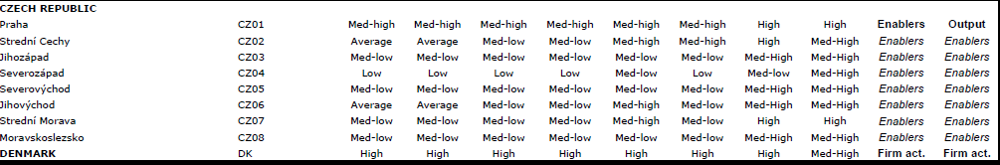 CZECH REPUBLIC
Praha CZ01 Med-high Med-high Med-high Med-high Med-high Med-high High High Enablers Output
Strední Cechy CZ02 Average Average Med-low Med-low Med-high Med-high High Med-High Enablers Enablers
Jihozápad CZ03 Med-low Med-low Med-low Med-low Med-low Med-low Med-High Med-High Enablers Enablers
Severozápad CZ04 Low Low Low Low Med-low Low Med-low Med-High Enablers Enablers
Severovýchod CZ05 Med-low Med-low Med-low Med-low Med-low Med-low Med-High Med-High Enablers Enablers
Jihovýchod CZ06 Average Average Med-low Med-low Med-high Med-low Med-High Med-High Enablers Enablers
Strední Morava CZ07 Med-low Med-low Med-low Med-low Med-low Med-low High High Enablers Enablers
Moravskoslezsko CZ08 Med-low Med-low Med-low Med-low Med-low Med-low Med-High Med-High Enablers Enablers
DENMARK DK High High High High High High High Med-High Firm act. Firm act.